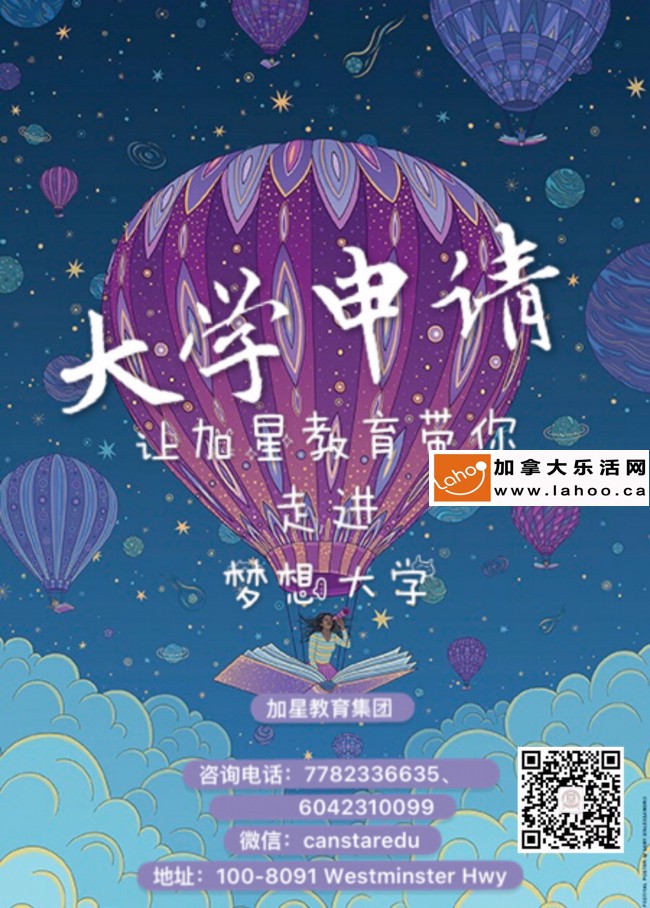 大学申请
让加星教育带你
Lahoo
加拿大乐活网
www.lahoo.ca
走进
梦想大学
加星教育集团
咨询电话：7782336635、
6042310099
微信：canstaredu
地址：100-8091 Westminster Hwy